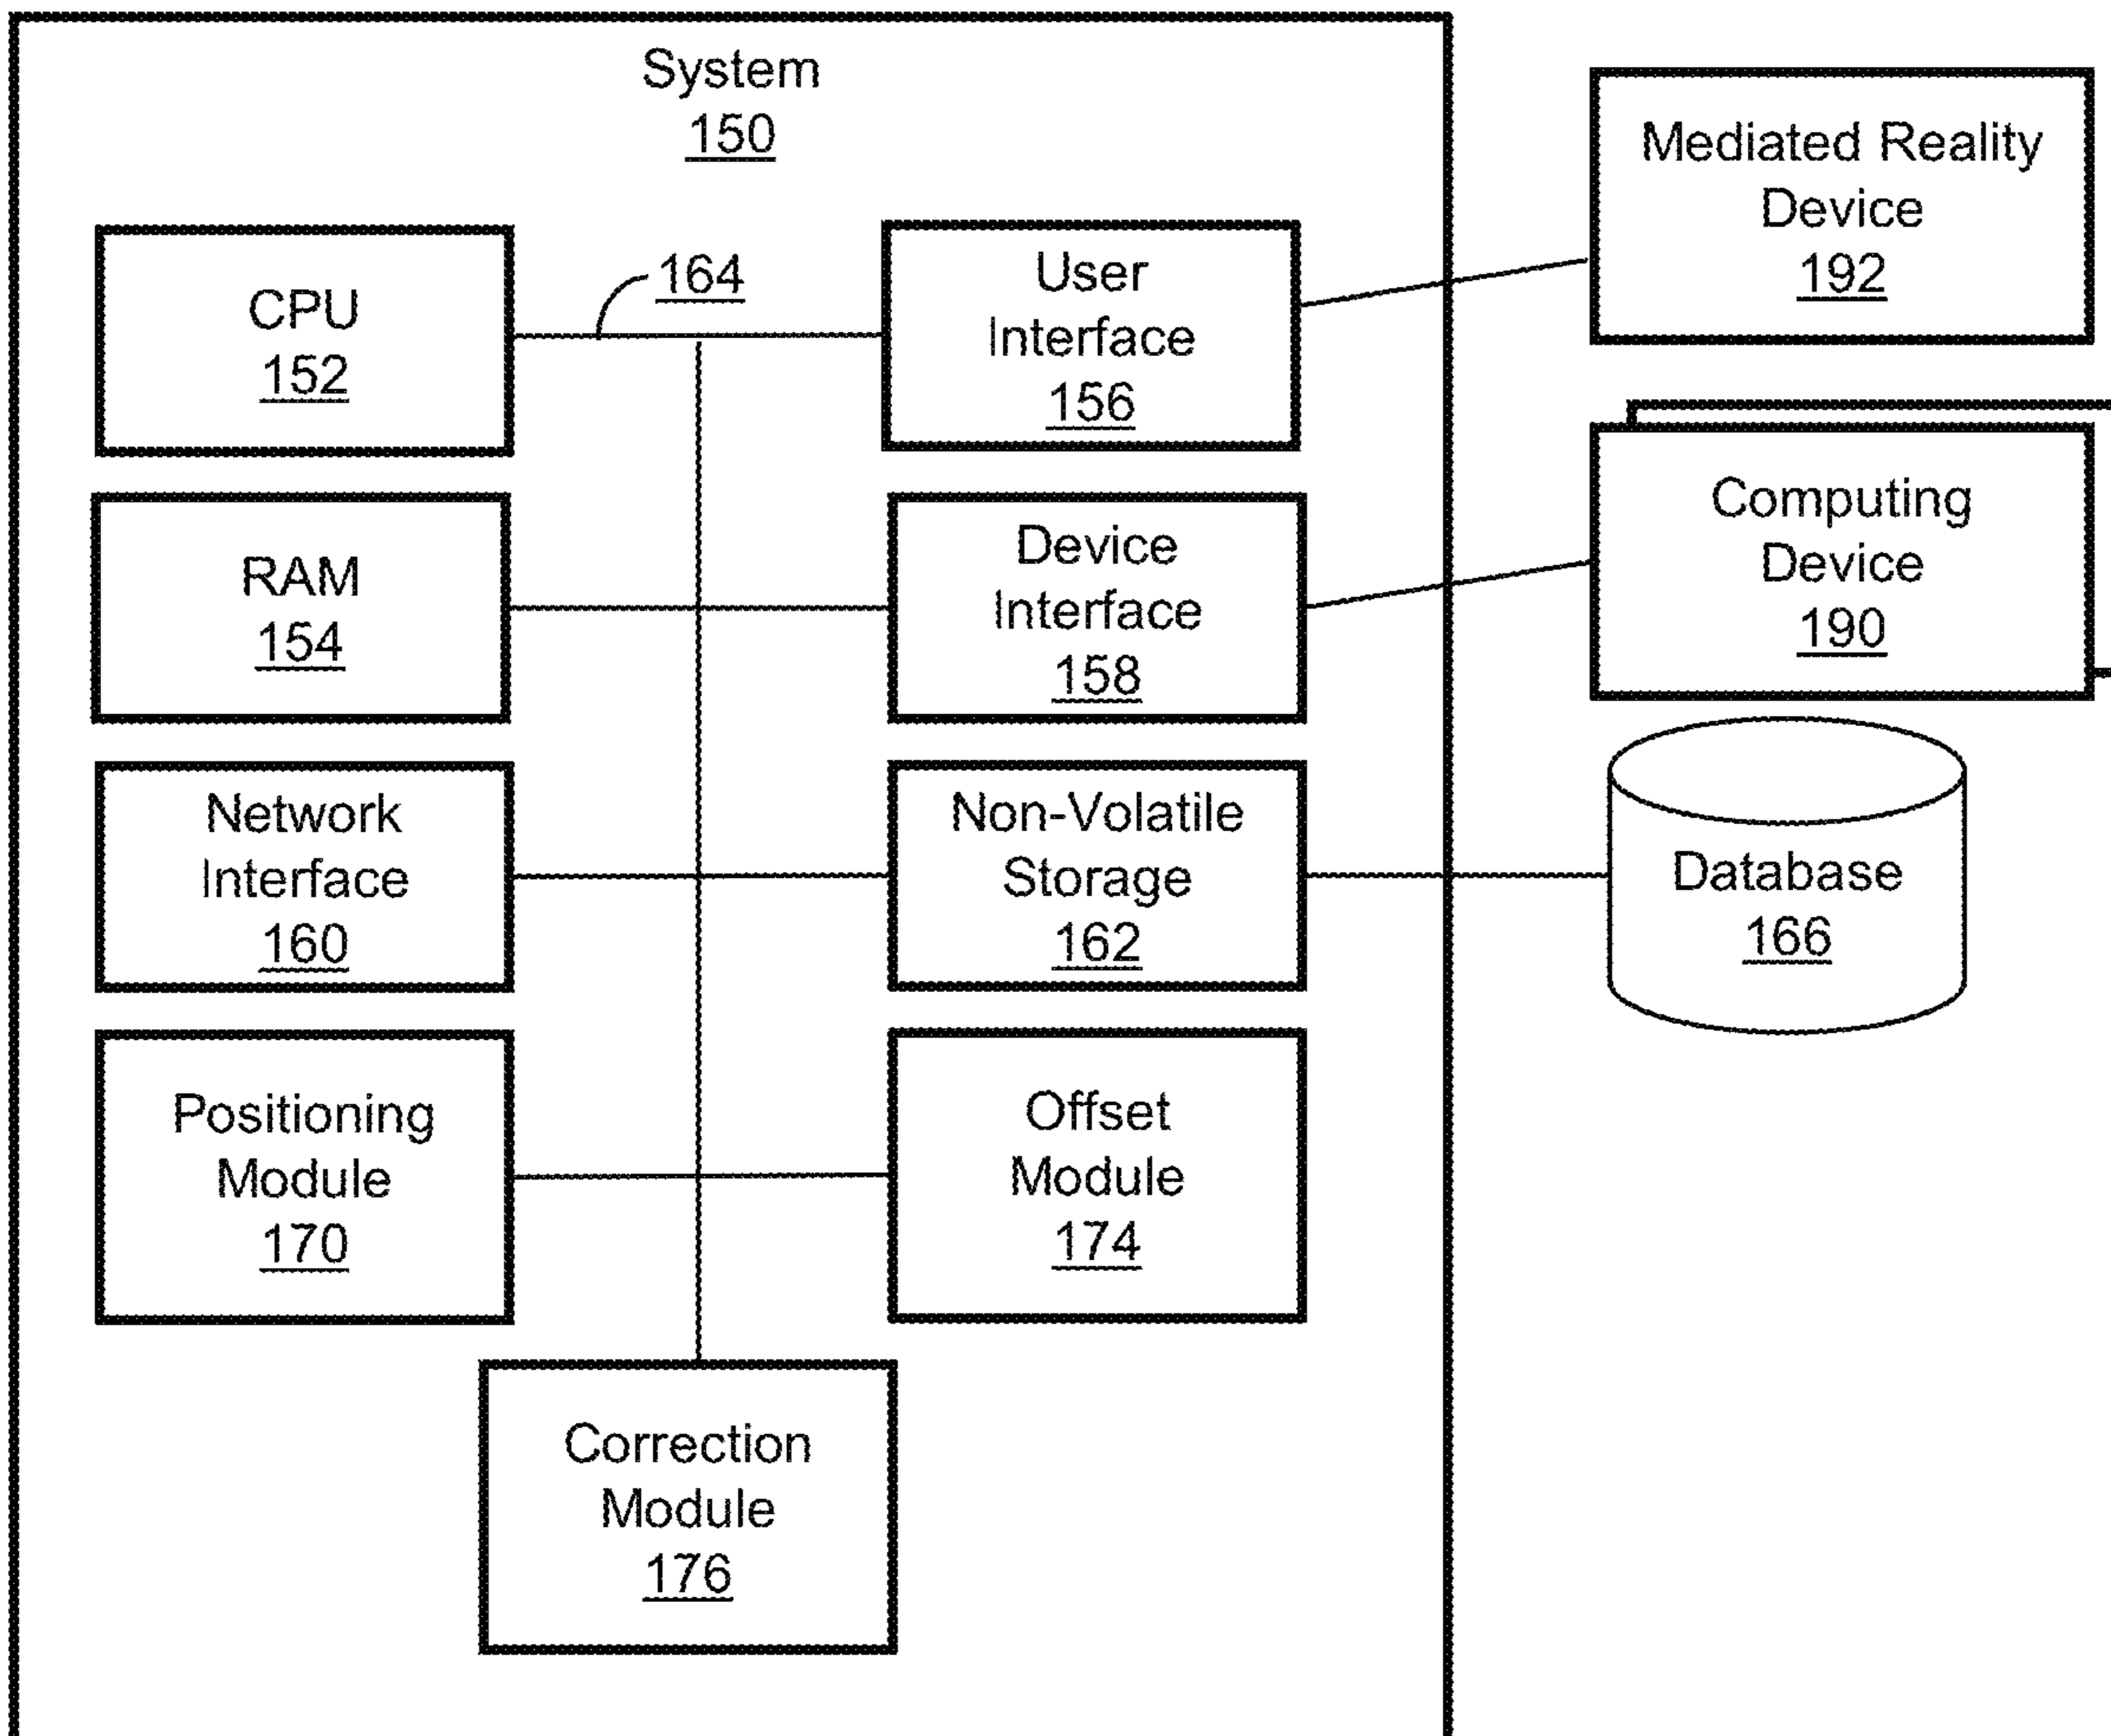 System
150
CPU
152
164
User
Interface
156
Mediated Reality
Device
192
RAM
154
Device
Interface
158
Computing
Device
190
Network
Interface
160
Non-Volatile
Storage
162
Database
166
Positioning
Module
170
Offset
Module
174
Correction
Module
176